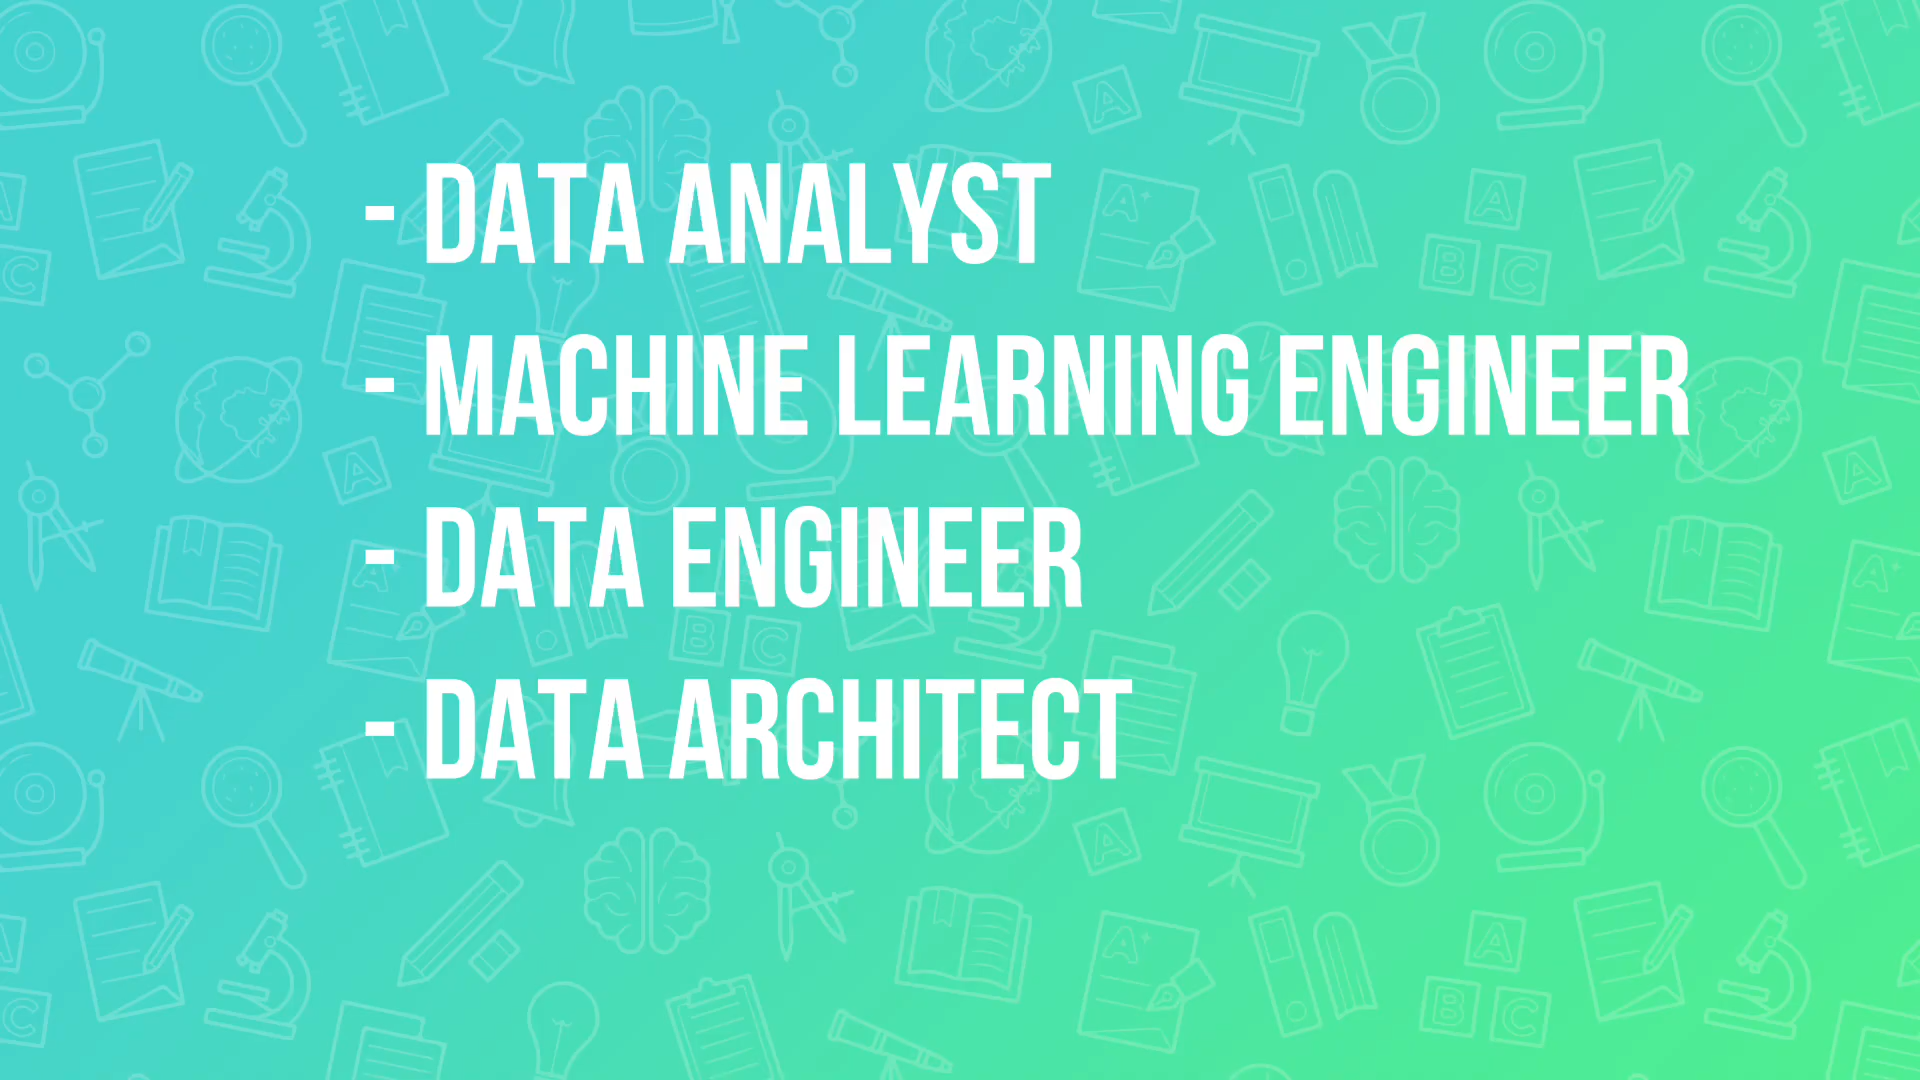 - DATA ANALYST
- MACHINE LEARNING ENGINEER
- DATA ENGINEER
- DATA ARCHITECT